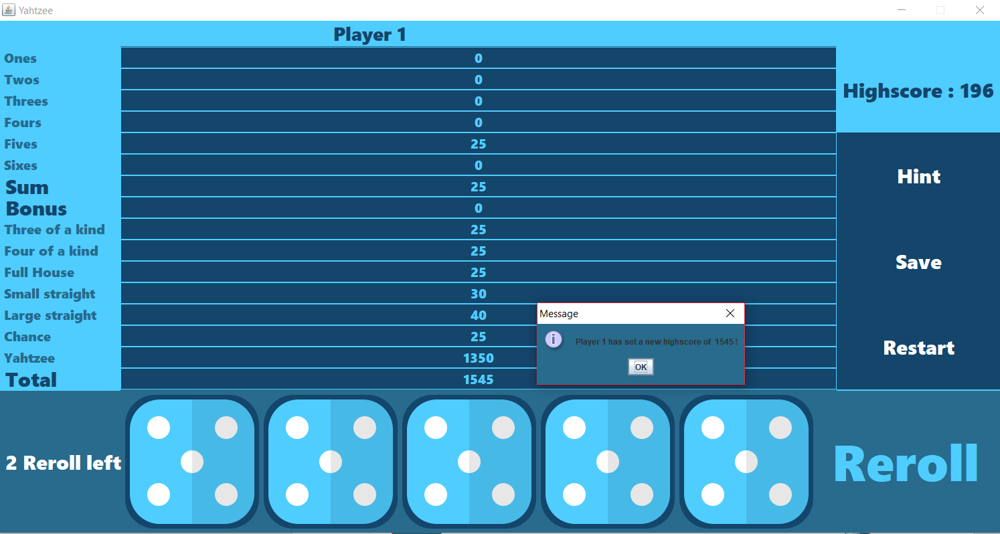 Yahtzee
Player 1
Ones 0
Twos 0
Threes 0
Fours 0
Fives 25
Sixes 0
Sum 25
Bonus 0
Three of a kind 25
Four of a kind 25
Full House 25
Small straight 30
Large straight 40
Chance 25
Yahtzee 1350
Total 1545
Highscore : 196
Hint
Save
Restart
Message
Player 1 has set a new highscore of 1545!
OK
2 Reroll left
Reroll